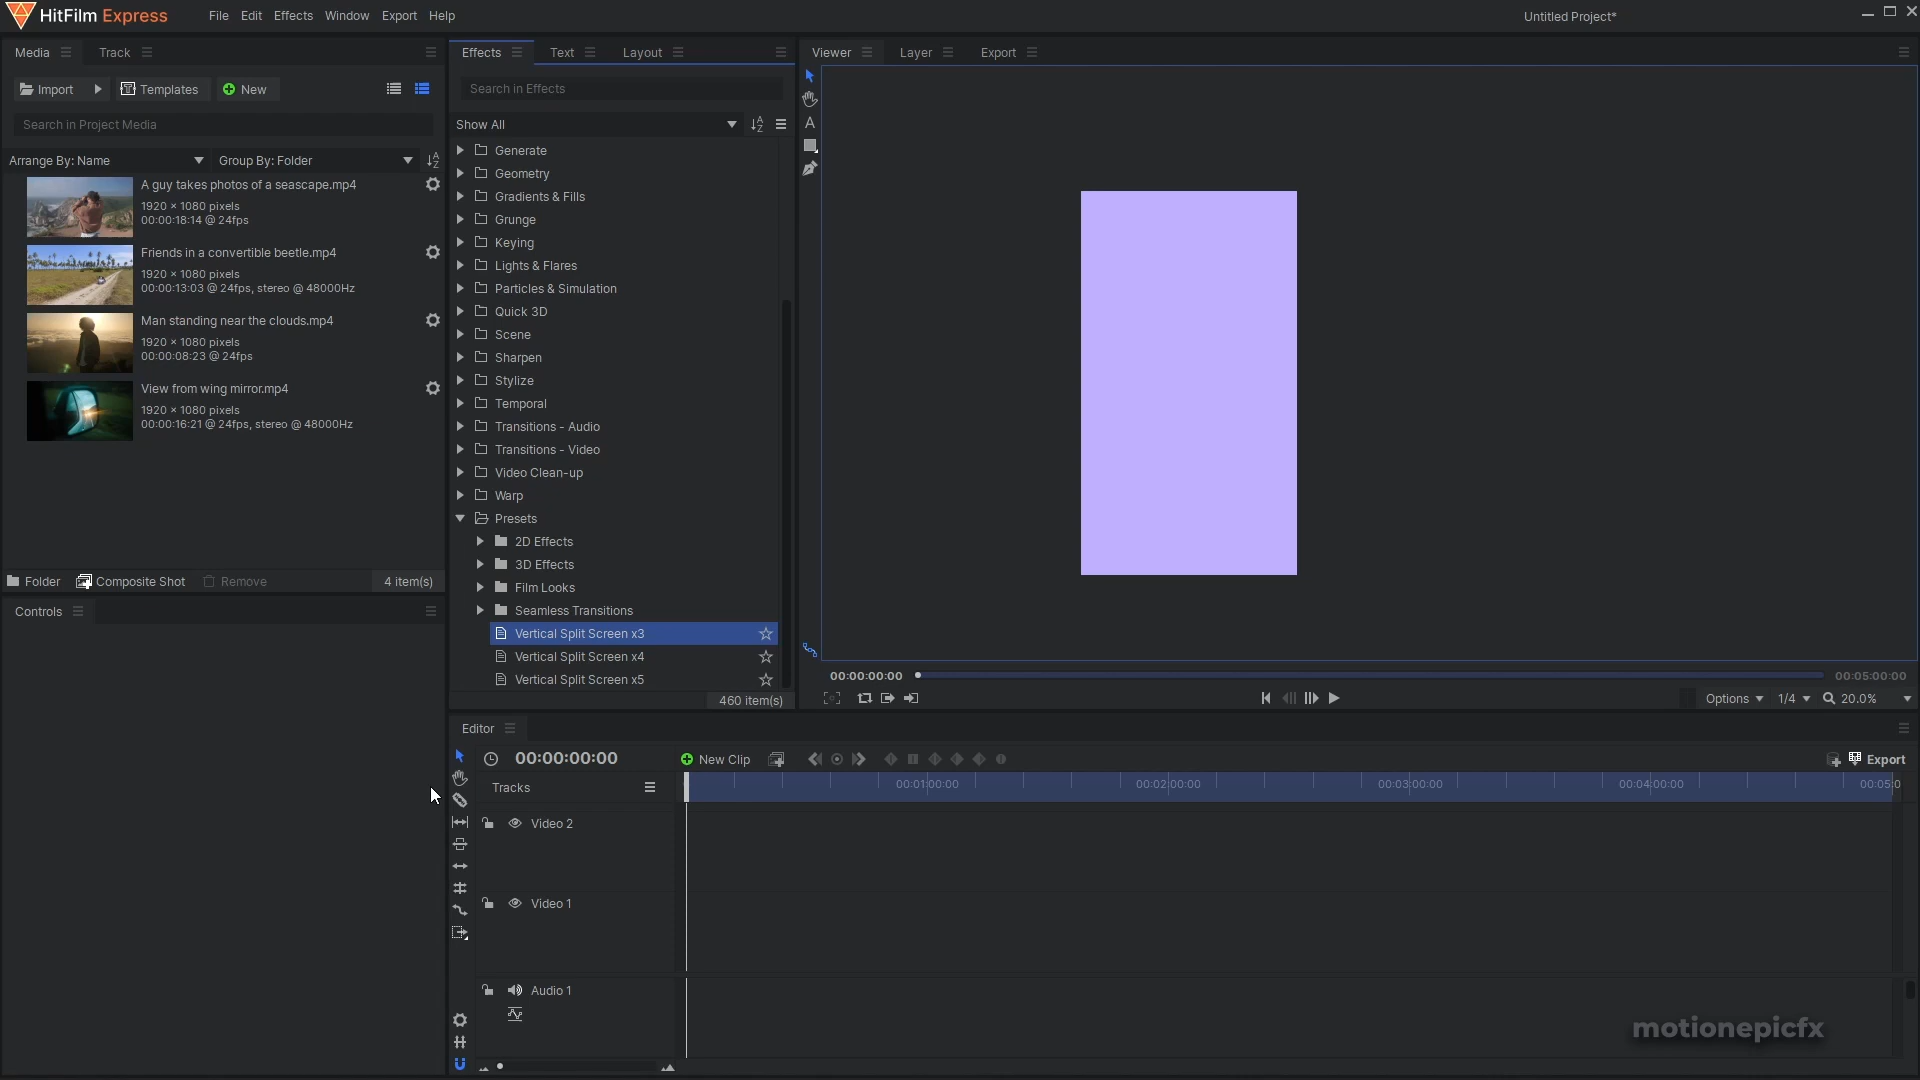 HitFilm Express
File Edit Effects Window Export Help
Untitled Project*
Media
Track
Import
Templates
New
Search in Project Media
Arrange By: Name
Group By: Folder
A guy takes photos of a seascape.mp4
1920 × 1080 pixels
00:00:18:14 @ 24fps
Friends in a convertible beetle.mp4
1920 × 1080 pixels
00:00:13:03 @ 24fps, stereo @ 48000Hz
Man standing near the clouds.mp4
1920 × 1080 pixels
00:00:08:23 @ 24fps
View from wing mirror.mp4
1920 × 1080 pixels
00:00:16:21 @ 24fps, stereo @ 48000Hz
Folder
Composite Shot
Remove
4 item(s)
Controls
Effects
Text
Layout
Search in Effects
Show All
Generate
Geometry
Gradients & Fills
Grunge
Keying
Lights & Flares
Particles & Simulation
Quick 3D
Scene
Sharpen
Stylize
Temporal
Transitions - Audio
Transitions - Video
Video Clean-up
Warp
Presets
2D Effects
3D Effects
Film Looks
Seamless Transitions
Vertical Split Screen x3
Vertical Split Screen x4
Vertical Split Screen x5
460 item(s)
Viewer
Layer
Export
A
00:00:00:00
00:05:00:00
Options
1/4
20.0%
Editor
00:00:00:00
New Clip
Export
Tracks
00:01:00:00
00:02:00:00
00:03:00:00
00:04:00:00
00:05:0
Video 2
Video 1
Audio 1
motionepicfx